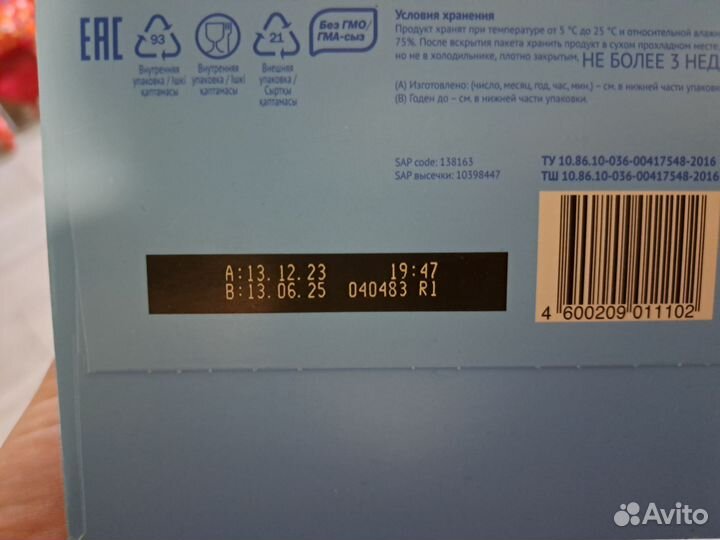 EAC
93
21
Без ГМО/
ГМА-сыз
Внутренняя
упаковка / Ішкі
қаптамасы
Внутренняя
упаковка / Ішкі
қаптамасы
Внешняя
упаковка /
Сыртқы
қаптамасы
Условия хранения
Продукт хранят при температуре от 5 °С до 25 °С и относительной
75%. После вскрытия пакета хранить продукт в сухом прохладном месте,
но не в холодильнике, плотно закрытым, НЕ БОЛЕЕ 3
(A) Изготовлено: (число, месяц, год, час, мин.) – см. в нижней части
(B) Годен до – см. в нижней части упаковки.
SAP code: 138163
SAP высечки: 10398447
ТУ 10.86.10-036-00417548-2016
ТШ 10.86.10-036-00417548-2016
A:13.12.23 19:47
B:13.06.25 040483 R1
4 600209 011102
Avito